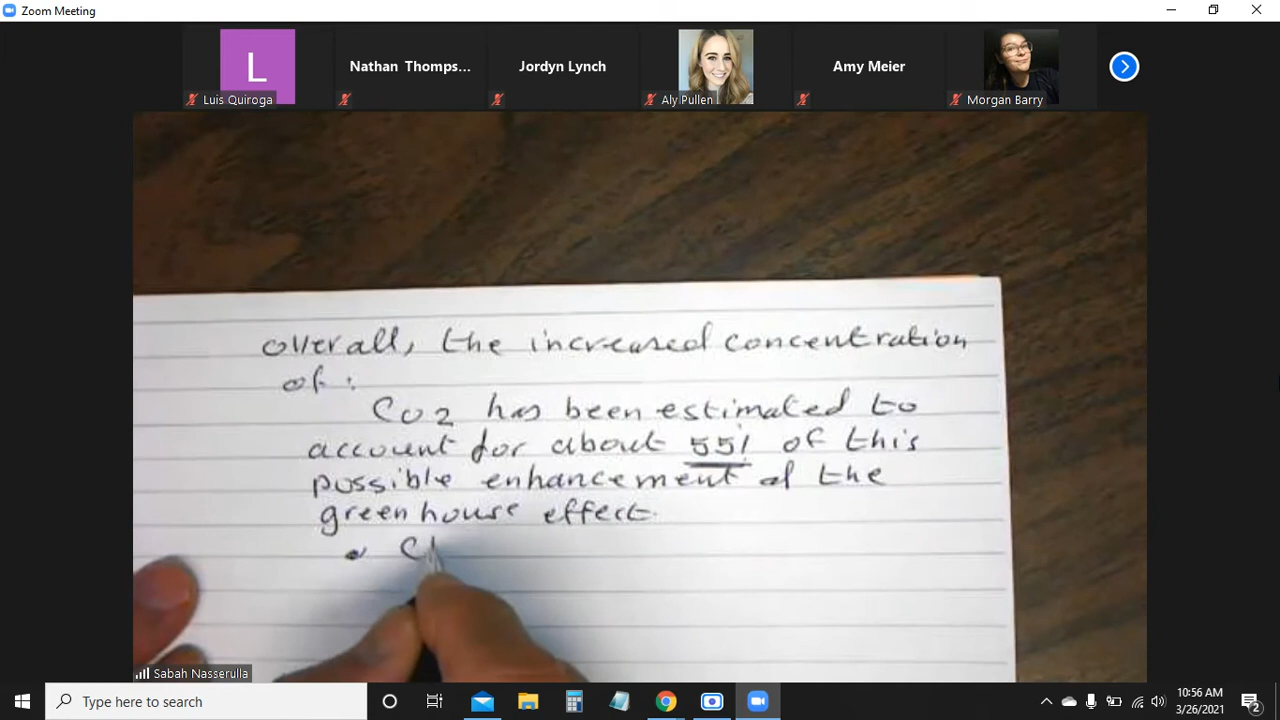 Zoom Meeting
L
Nathan Thomps...
Jordyn Lynch
Amy Meier
Luis Quiroga
Aly Pullen
Morgan Barry
overall, the increased concentration
of :
CO2 has been estimated to
account for about 55% of this
possible enhancement of the
greenhouse effect.
Sabah Nasserulla
Type here to search
10:56 AM
3/26/2021
2